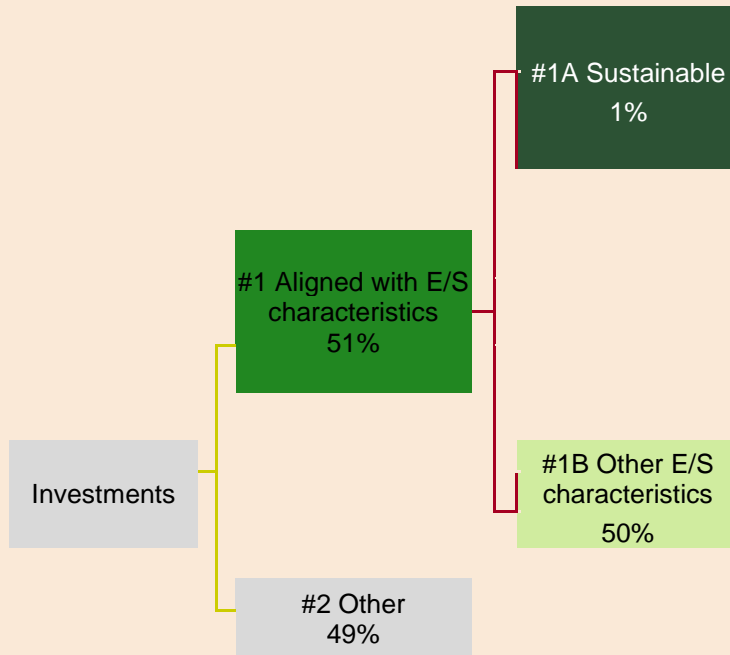 #1A Sustainable
1%
#1 Aligned with E/S
characteristics
51%
Investments
#1B Other E/S
characteristics
50%
#2 Other
49%